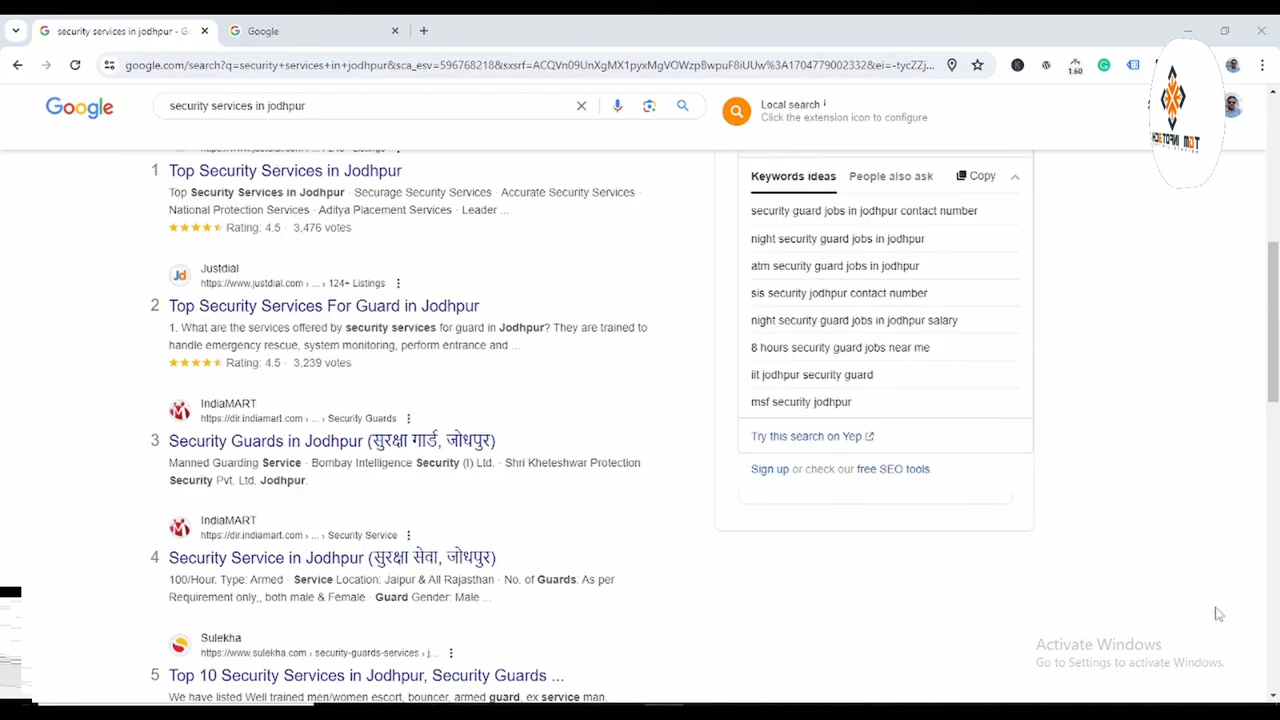 security services in jodhpur - G
Google
google.com/search?q=security+services+in+jodhpur&sca_esv=596768218&sxsrf=ACQVn09UnXgMX1pyxMgVOWzpBwpuF8iUUw%3A1704779002332&ei=-tycZZj...
1.60
Google
security services in jodhpur
Local search
Click the extension icon to configure
TGM INFOTECH
1 Top Security Services in Jodhpur
Top Security Services in Jodhpur · Securage Security Services · Accurate Security Services ·
National Protection Services · Aditya Placement Services · Leader ...
Rating: 4.5 · 3,476 votes
Justdial
https://www.justdial.com › ... › 124+ Listings
2 Top Security Services For Guard in Jodhpur
1. What are the services offered by security services for guard in Jodhpur? They are trained to
handle emergency rescue, system monitoring, perform entrance and ...
Rating: 4.5 · 3,239 votes
IndiaMART
https://dir.indiamart.com › ... › Security Guards
3 Security Guards in Jodhpur (सुरक्षा गार्ड, जोधपुर)
Manned Guarding Service · Bombay Intelligence Security (I) Ltd. · Shri Kheteshwar Protection
Security Pvt. Ltd. Jodhpur.
IndiaMART
https://dir.indiamart.com › ... › Security Service
4 Security Service in Jodhpur (सुरक्षा सेवा, जोधपुर)
100/Hour. Type: Armed · Service Location: Jaipur & All Rajasthan · No. of Guards: As per
Requirement only,, both male & Female · Guard Gender: Male ...
Sulekha
https://www.sulekha.com › security-guards-services › j...
5 Top 10 Security Services in Jodhpur, Security Guards ...
We have listed Well trained men/women escort, bouncer, armed guard, ex service man,
Keywords ideas People also ask Copy
security guard jobs in jodhpur contact number
night security guard jobs in jodhpur
atm security guard jobs in jodhpur
sis security jodhpur contact number
night security guard jobs in jodhpur salary
8 hours security guard jobs near me
iit jodhpur security guard
msf security jodhpur
Try this search on Yep
Sign up or check our free SEO tools.
Activate Windows
Go to Settings to activate Windows.